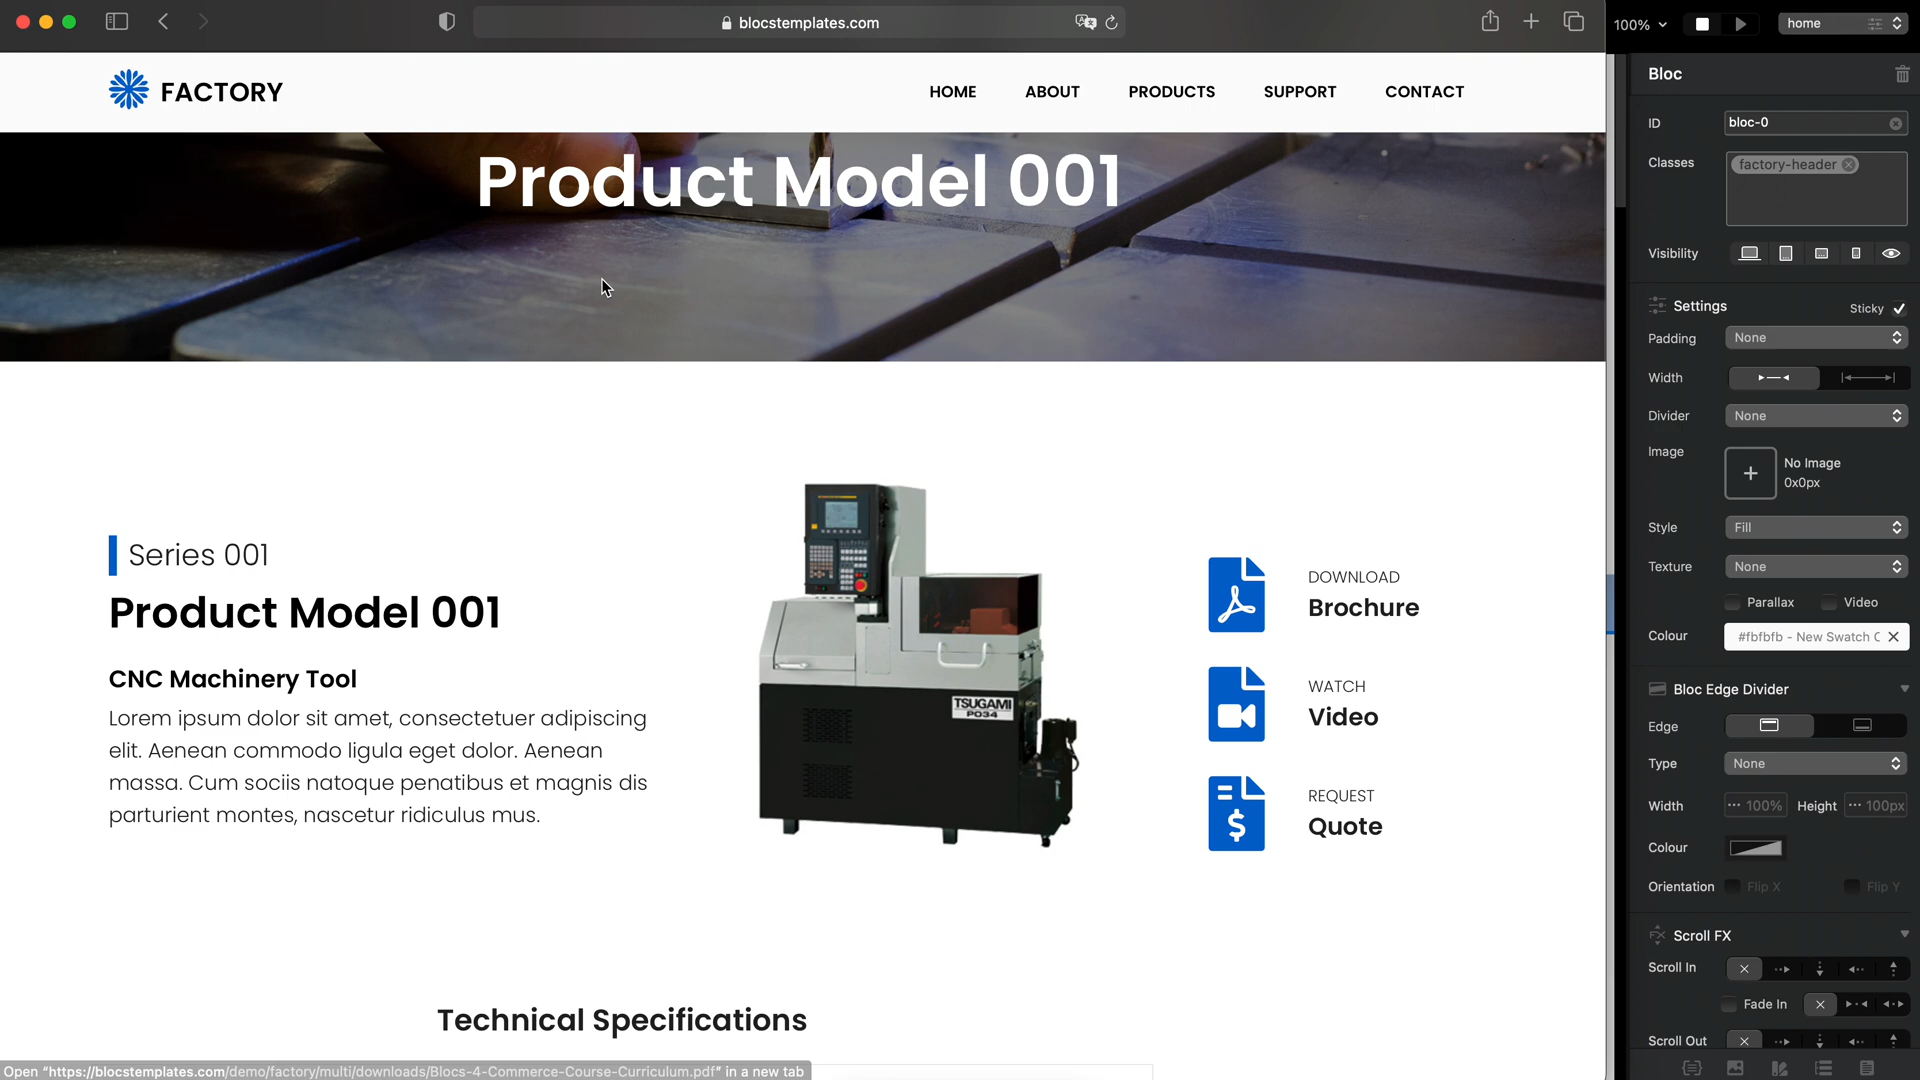 blocstemplates.com
100%
home
FACTORY
HOME
ABOUT
PRODUCTS
SUPPORT
CONTACT
Product Model 001
Series 001
Product Model 001
CNC Machinery Tool
Lorem ipsum dolor sit amet, consectetuer adipiscing
elit. Aenean commodo ligula eget dolor. Aenean
massa. Cum sociis natoque penatibus et magnis dis
parturient montes, nascetur ridiculus mus.
TSUGAMI
P034
DOWNLOAD
Brochure
WATCH
Video
REQUEST
Quote
Technical Specifications
Open "https://blocstemplates.com/demo/factory/multi/downloads/Blocs-4-Commerce-Course-Curriculum.pdf" in a new tab
Bloc
ID
bloc-0
Classes
factory-header
Visibility
Settings
Sticky
Padding
None
Width
Divider
None
Image
No Image
0x0px
Style
Fill
Texture
None
Parallax
Video
Colour
#fbfbfb - New Swatch C
Bloc Edge Divider
Edge
Type
None
Width
100%
Height
100px
Colour
Orientation
Flip X
Flip Y
Scroll FX
Scroll In
Fade In
Scroll Out